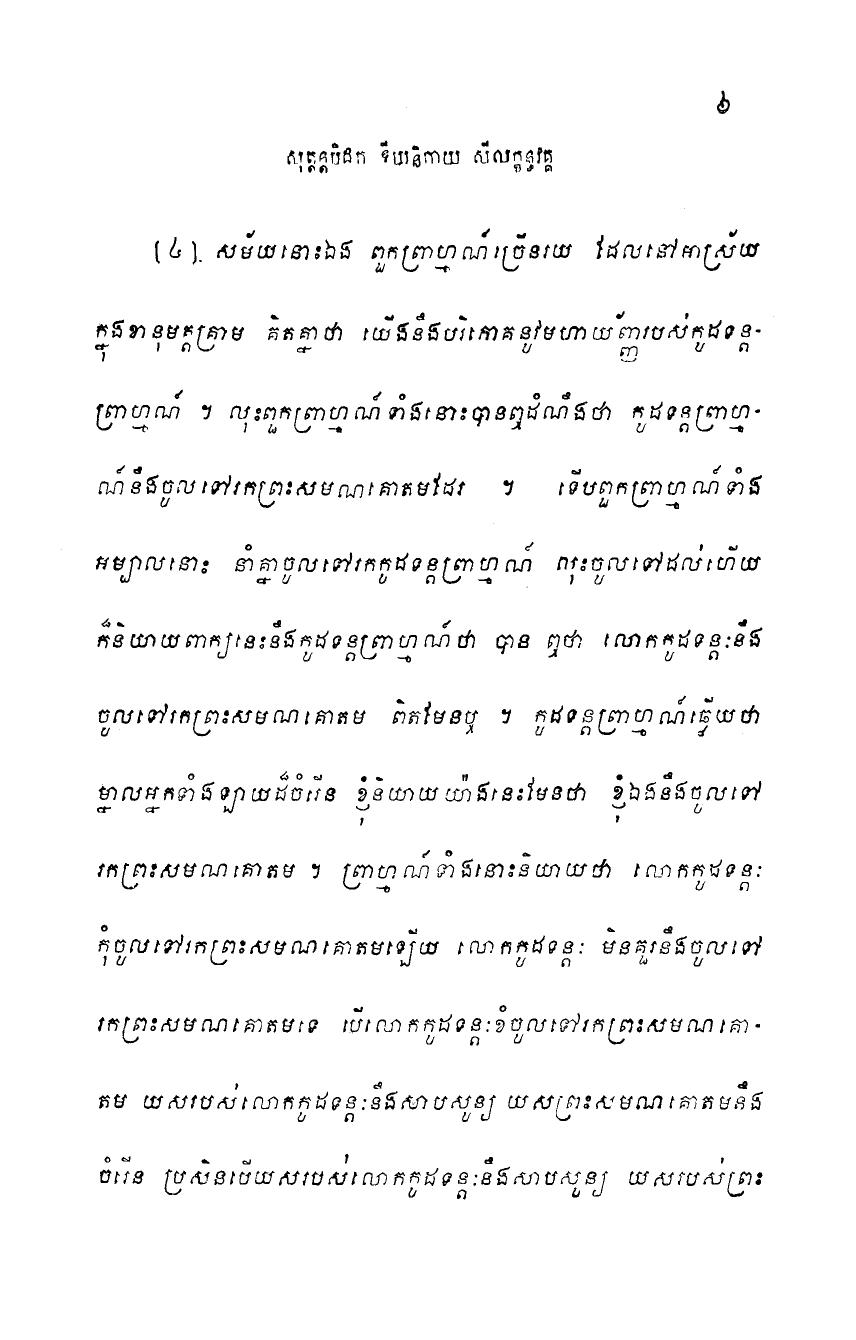 ៦
សុត្តន្តបិដក ទីឃនិកាយ សីលក្ខន្ធវគ្គ
(៤). សម័យនោះឯង ពួកព្រាហ្មណ៍ច្រើនរយ ដែលនៅអាស្រ័យ
ក្នុងខានុមត្តគ្រាម គិតគ្នាថា យើងនឹងបរិភោគនូវមហាយញ្ញរបស់កូដទន្ត-
ព្រាហ្មណ៍ ។ លុះពួកព្រាហ្មណ៍ទាំងនោះបានឮដំណឹងថា កូដទន្តព្រាហ្ម-
ណ៍នឹងចូលទៅរកព្រះសមណគោតមដែរ ។ ទើបពួកព្រាហ្មណ៍ទាំង
អម្បាលនោះ នាំគ្នាចូលទៅរកកូដទន្តព្រាហ្មណ៍ លុះចូលទៅដល់ហើយ
ក៏និយាយពាក្យនេះនឹងកូដទន្តព្រាហ្មណ៍ថា បាន ឮថា លោកកូដទន្តៈនឹង
ចូលទៅរកព្រះសមណគោតម ពិតមែនឬ ។ កូដទន្តព្រាហ្មណ៍ឆ្លើយថា
ម្នាលអ្នកទាំងឡាយដ៏ចំរើន ខ្ញុំនិយាយយ៉ាងនេះមែនថា ខ្ញុំឯងនឹងចូលទៅ
រកព្រះសមណគោតម ។ ព្រាហ្មណ៍ទាំងនោះនិយាយថា លោកកូដទន្តៈ
កុំចូលទៅរកព្រះសមណគោតមឡើយ លោកកូដទន្តៈ មិនគួរនឹងចូលទៅ
រកព្រះសមណគោតមទេ បើលោកកូដទន្តៈខំចូលទៅរកព្រះសមណគោ-
តម យសរបស់លោកកូដទន្តៈនឹងសាបសូន្យ យសព្រះសមណគោតមនឹង
ចំរើន ប្រសិនបើយសរបស់លោកកូដទន្តៈនឹងសាបសូន្យ យសរបស់ព្រះ